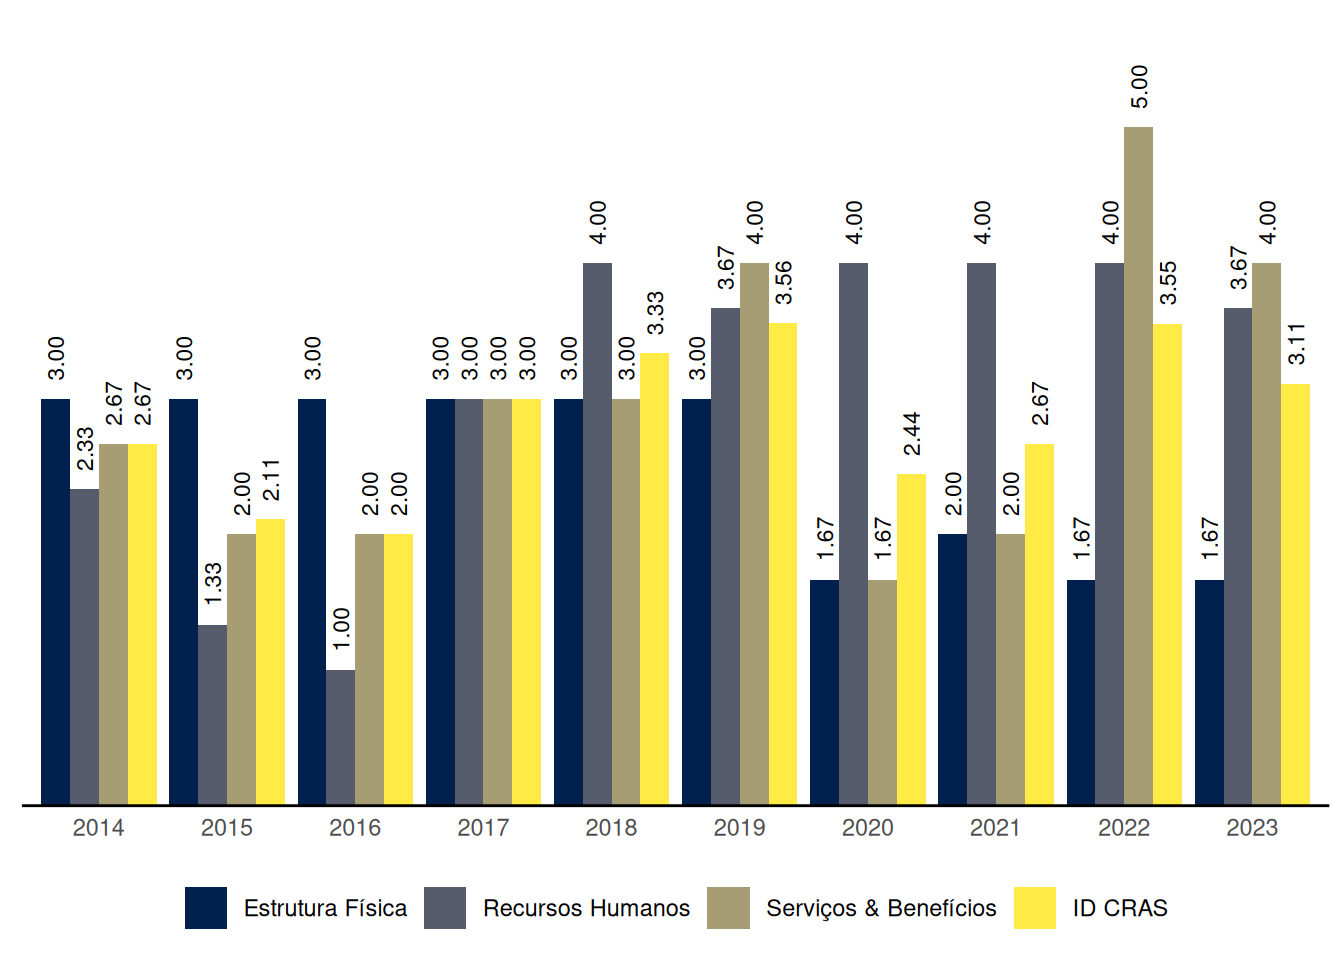 5.00
4.00 4.00 4.00 4.00 4.00 4.00
3.67 3.56 3.55 3.67
3.33 3.11
3.00 3.00 3.00 3.00 3.00 3.00 3.00 3.00 3.00 3.00
2.33 2.67 2.67 2.44 2.67
1.33 2.00 2.11 2.00 2.00 2.00 2.00
1.00 1.67 1.67 1.67 1.67
2014 2015 2016 2017 2018 2019 2020 2021 2022 2023
Estrutura Física Recursos Humanos Serviços & Benefícios ID CRAS